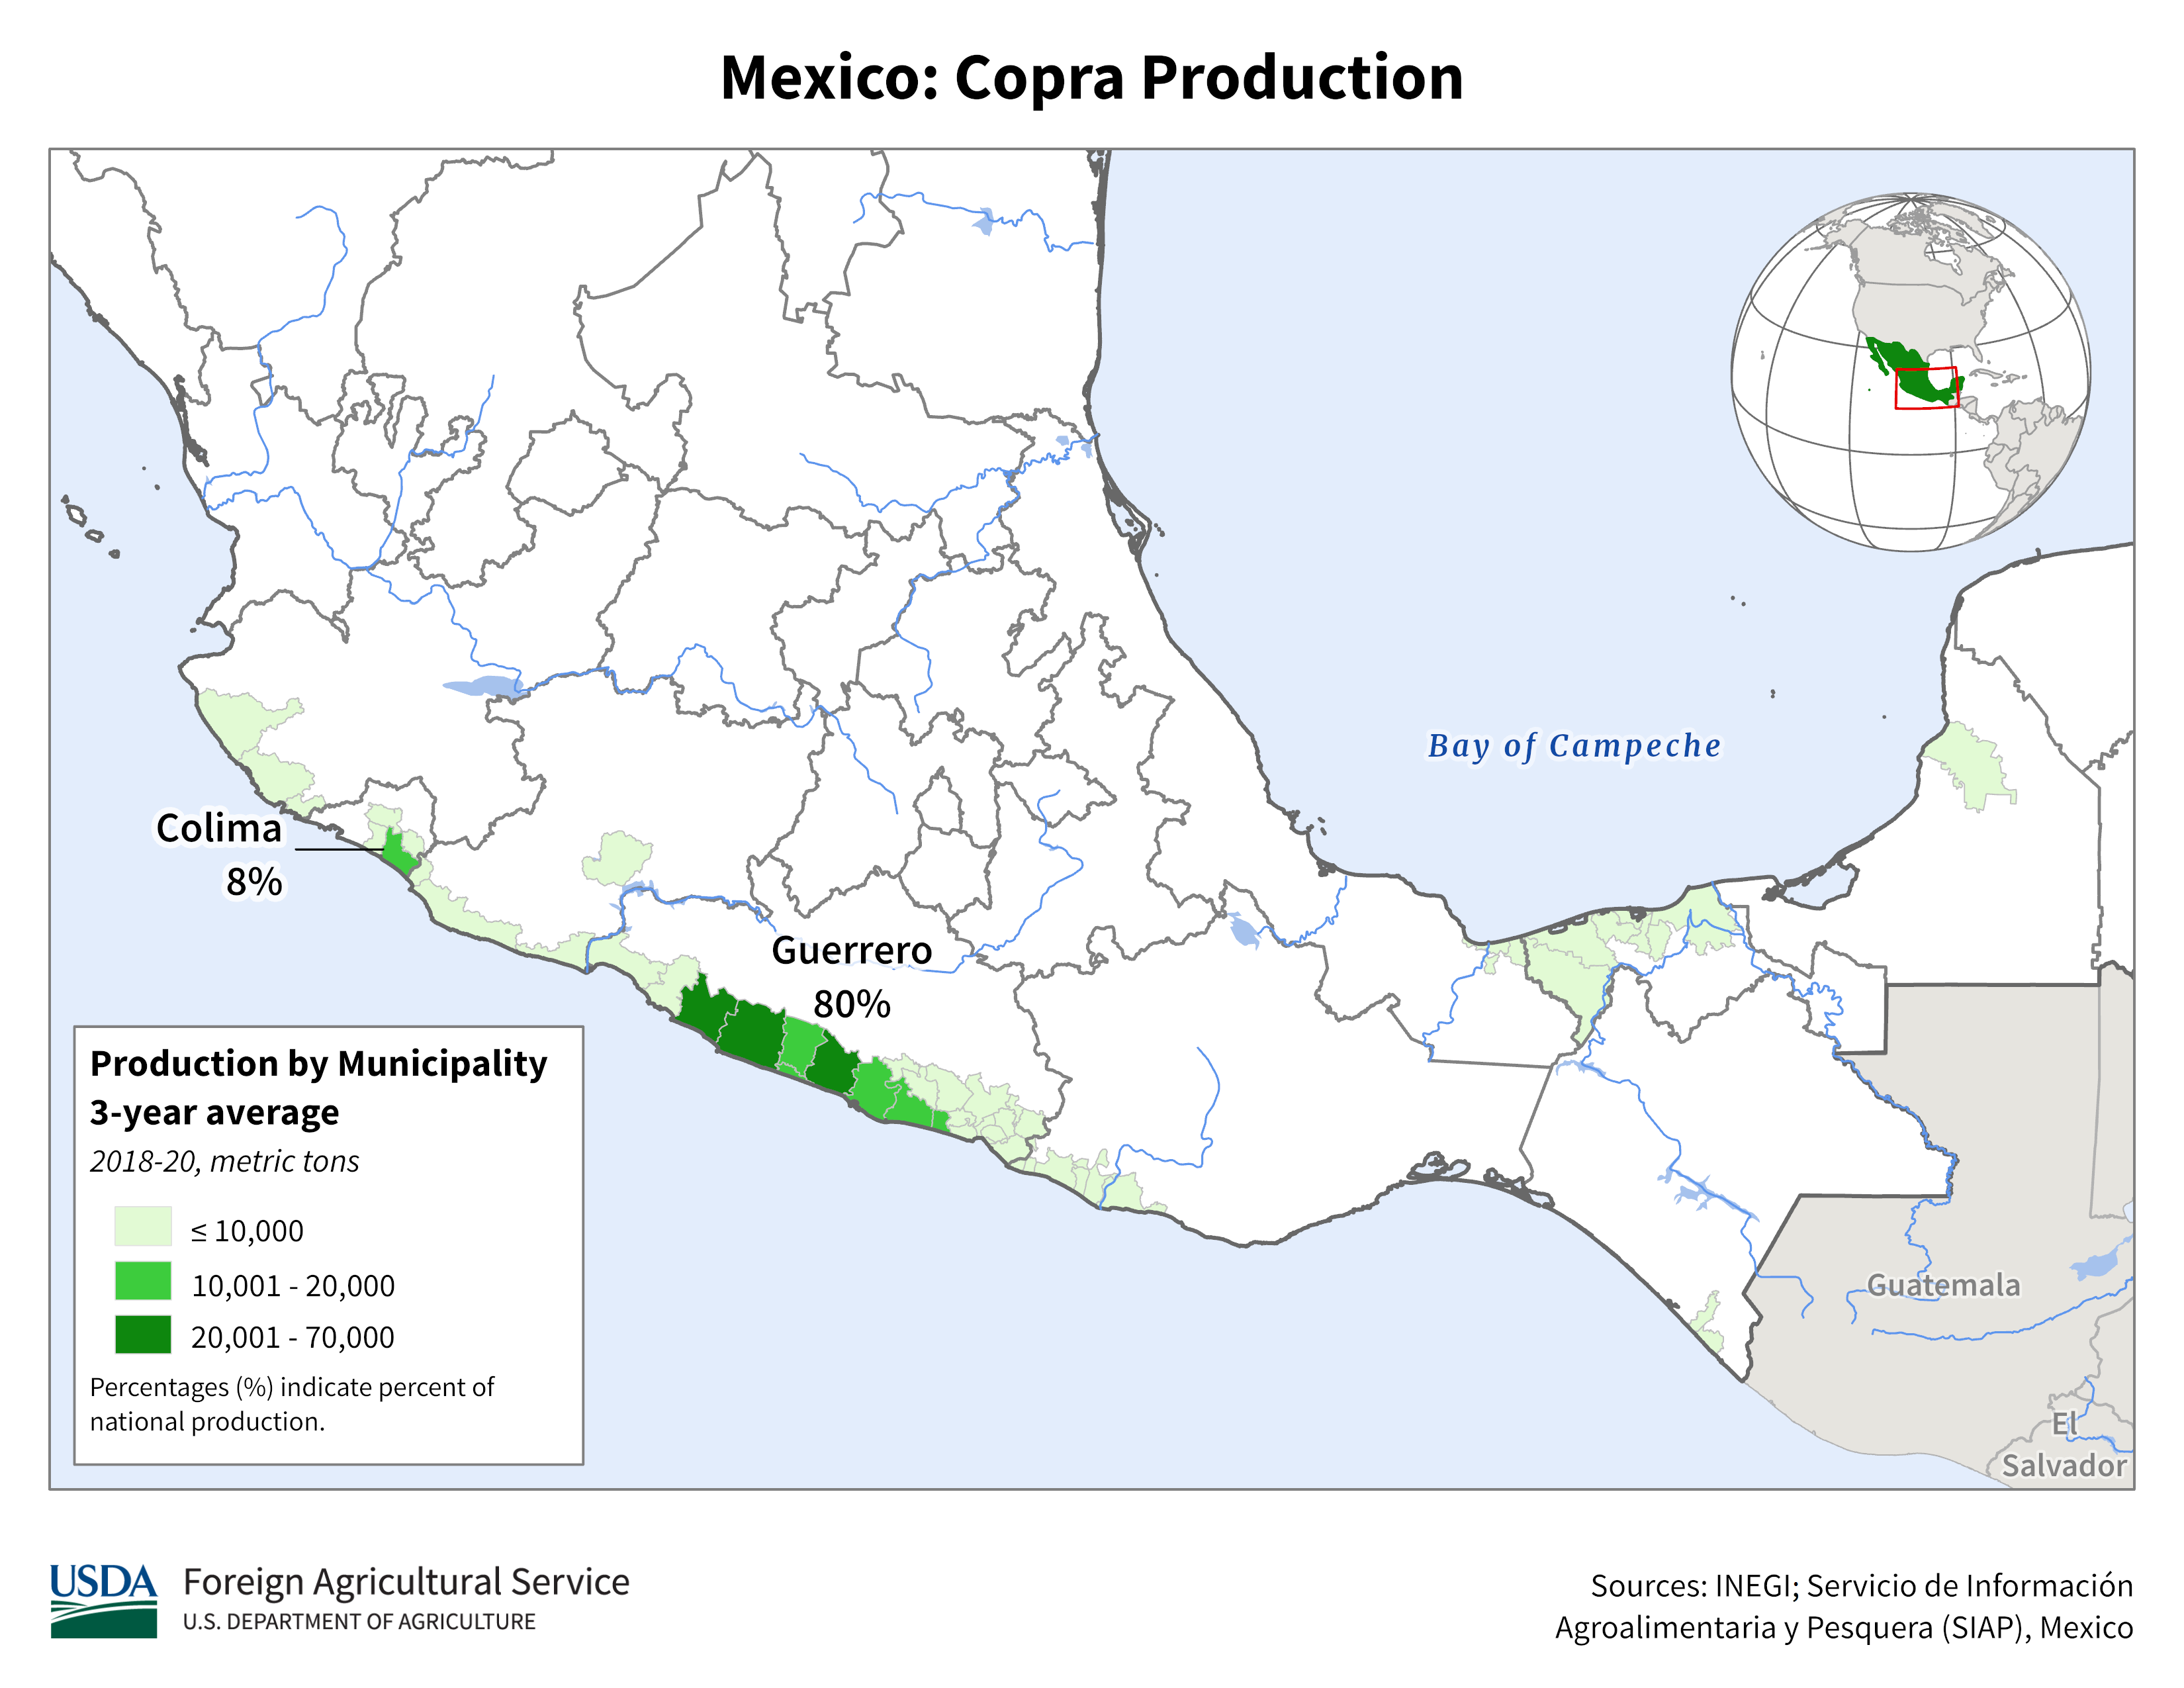 Mexico: Copra Production
Bay of Campeche
Colima
8%
Guerrero
80%
Production by Municipality
3-year average
2018-20, metric tons
≤ 10,000
10,001 - 20,000
20,001 - 70,000
Percentages (%) indicate percent of
national production.
Guatemala
El
Salvador
USDA
Foreign Agricultural Service
U.S. DEPARTMENT OF AGRICULTURE
Sources: INEGI; Servicio de Información
Agroalimentaria y Pesquera (SIAP), Mexico